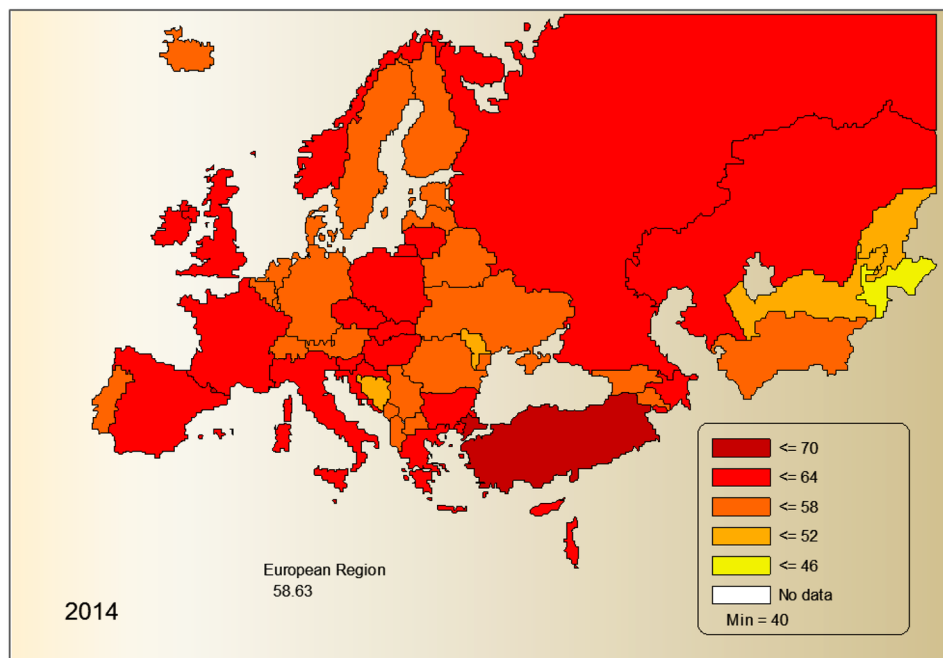 European Region
58.63
2014
<= 70
<= 64
<= 58
<= 52
<= 46
No data
Min = 40